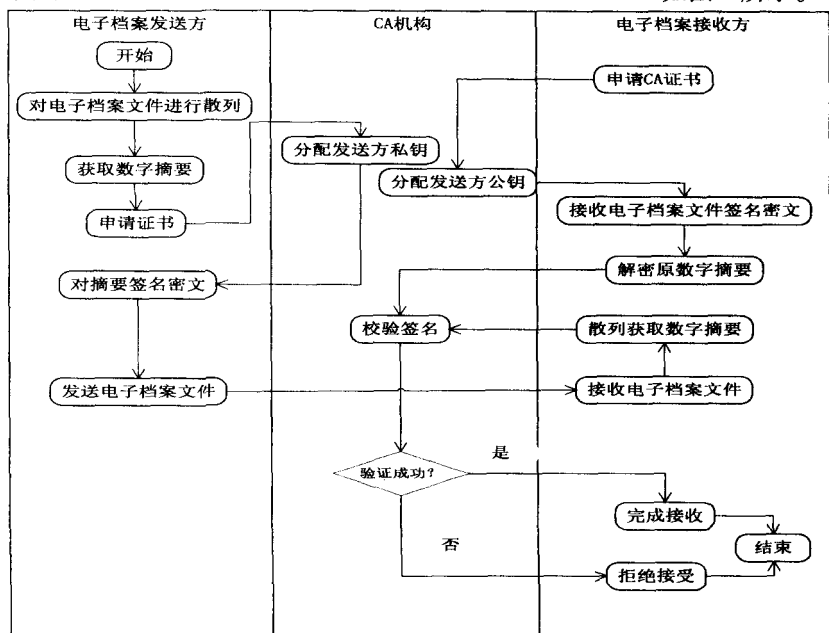 电子档案发送方
CA机构
电子档案接收方
开始
申请CA证书
对电子档案文件进行散列
分配发送方私钥
获取数字摘要
分配发送方公钥
申请证书
接收电子档案文件签名密文
对摘要签名密文
解密原数字摘要
校验签名
散列获取数字摘要
发送电子档案文件
接收电子档案文件
是
验证成功?
完成接收
否
结束
拒绝接受